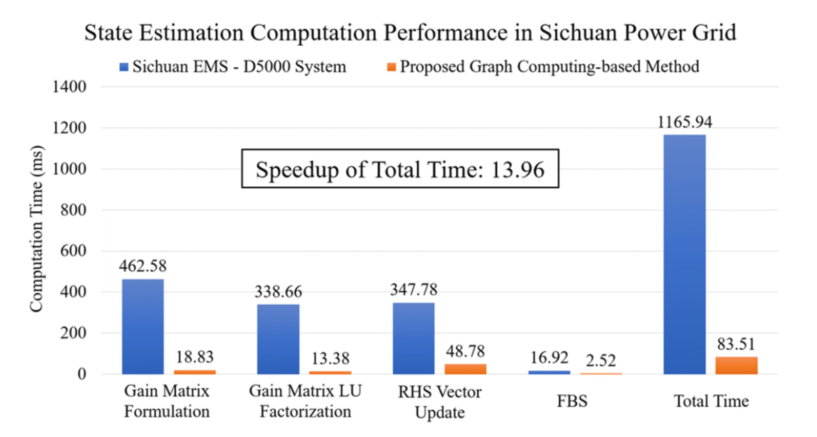 State Estimation Computation Performance in Sichuan Power Grid
Sichuan EMS - D5000 System
Proposed Graph Computing-based Method
Computation Time (ms)
1400
1200
1000
800
600
400
200
0
Speedup of Total Time: 13.96
462.58
18.83
338.66
13.38
347.78
48.78
16.92
2.52
1165.94
83.51
Gain Matrix
Formulation
Gain Matrix LU
Factorization
RHS Vector
Update
FBS
Total Time